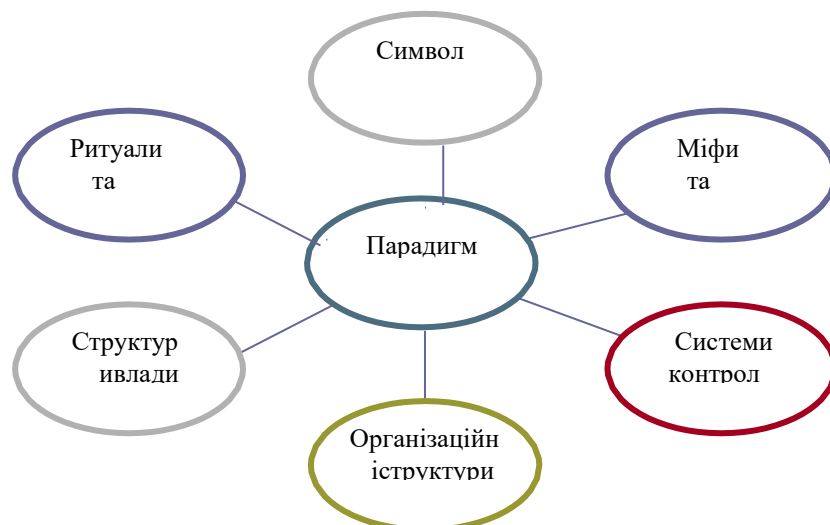 Символ
Ритуали
та
Міфи
та
Парадигм
Структур
ивлади
Системи
контрол
Організаційн
іструктури